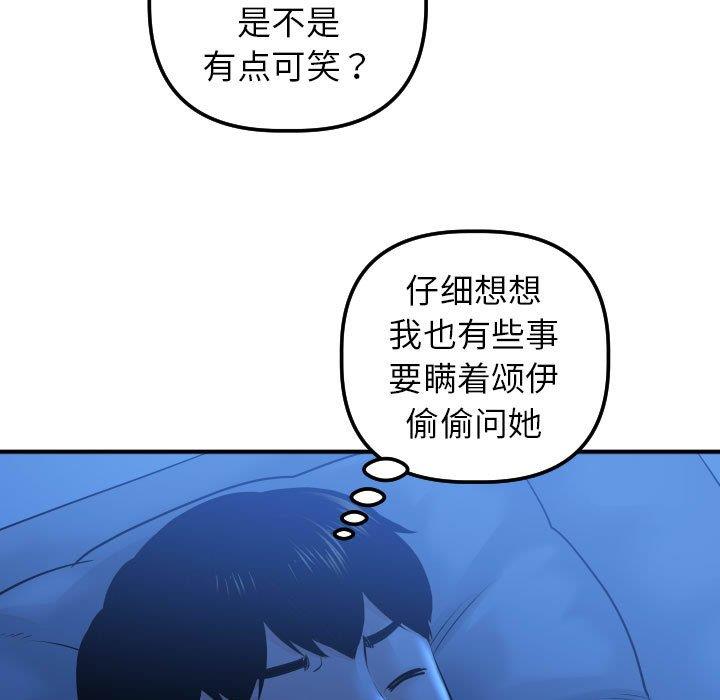 是不是
有点可笑？
仔细想想
我也有些事
要瞒着颂伊
偷偷问她